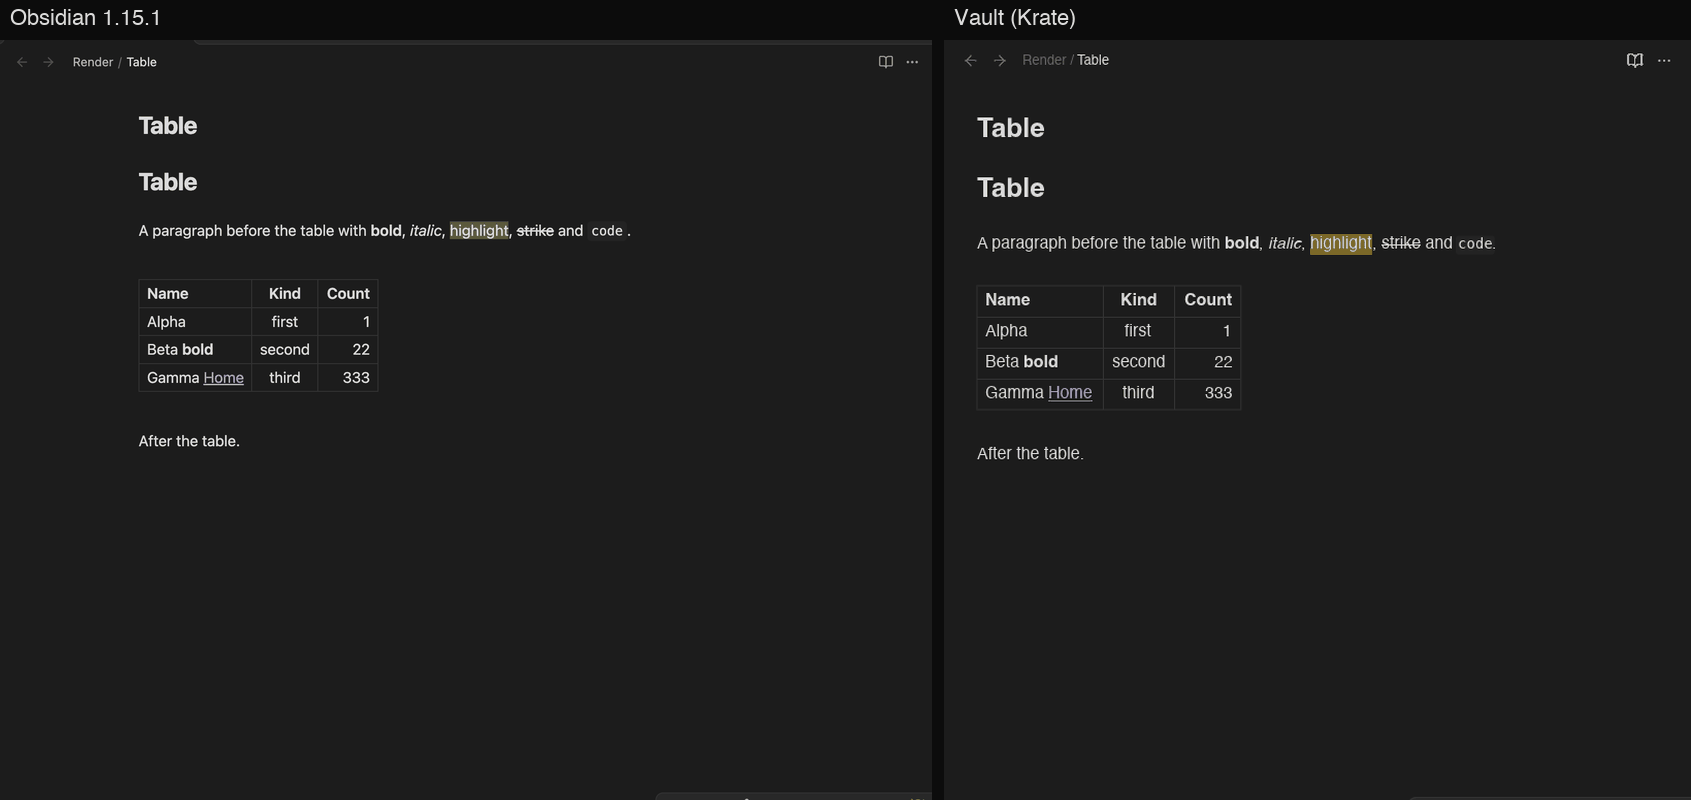 Obsidian 1.15.1
Render / Table
Table
Table
A paragraph before the table with bold, italic, highlight, strike and code.
Name Kind Count
Alpha first 1
Beta bold second 22
Gamma Home third 333
After the table.
Vault (Krate)
Render / Table
Table
Table
A paragraph before the table with bold, italic, highlight, strike and code.
Name Kind Count
Alpha first 1
Beta bold second 22
Gamma Home third 333
After the table.